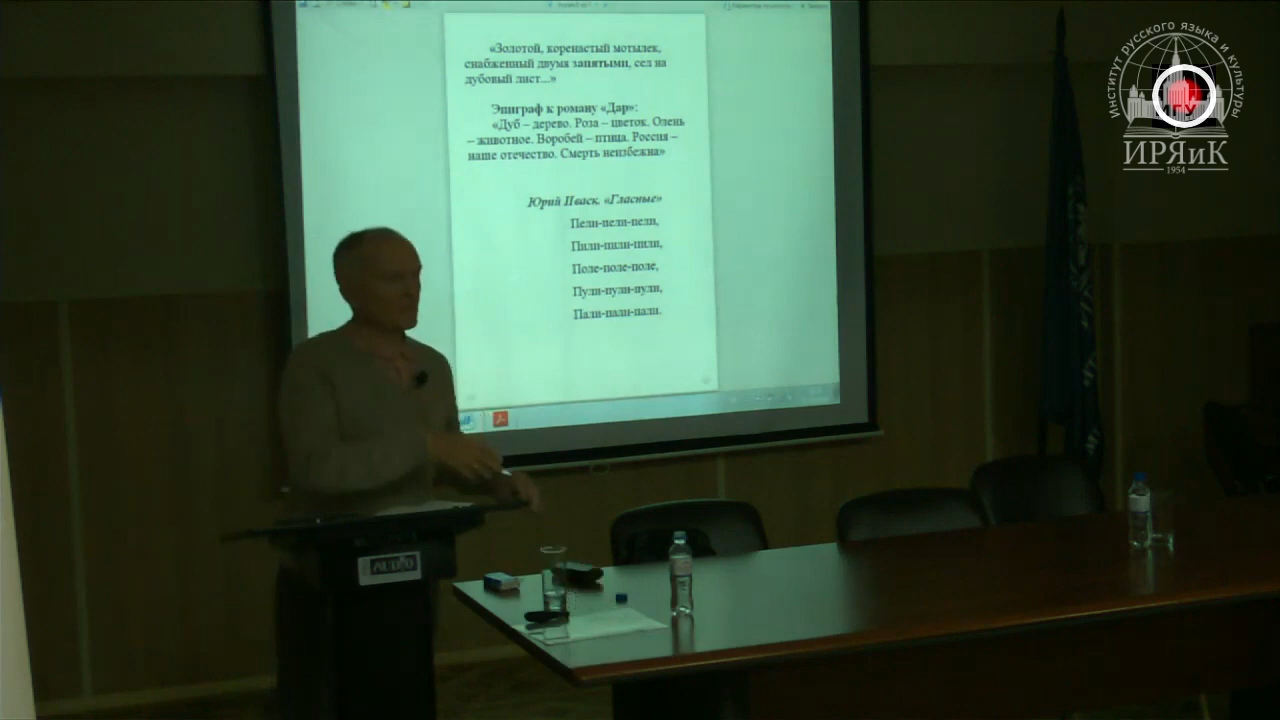 «Золотой, коренастый мотылек,
снабженный двумя запятыми, сел на
дубовый лист...»
Эпиграф к роману «Дар»:
«Дуб – дерево. Роза – цветок. Олень
– животное. Воробей – птица. Россия –
наше отечество. Смерть неизбежна»
Юрий Иваск. «Гласные»
Пели-пели-пели,
Пили-пили-пили,
Поле-поле-поле,
Пули-пули-пули,
Пали-пали-пали.
AUDIO
Институт русского языка и культуры
МГУ
ИРЯиК
1954